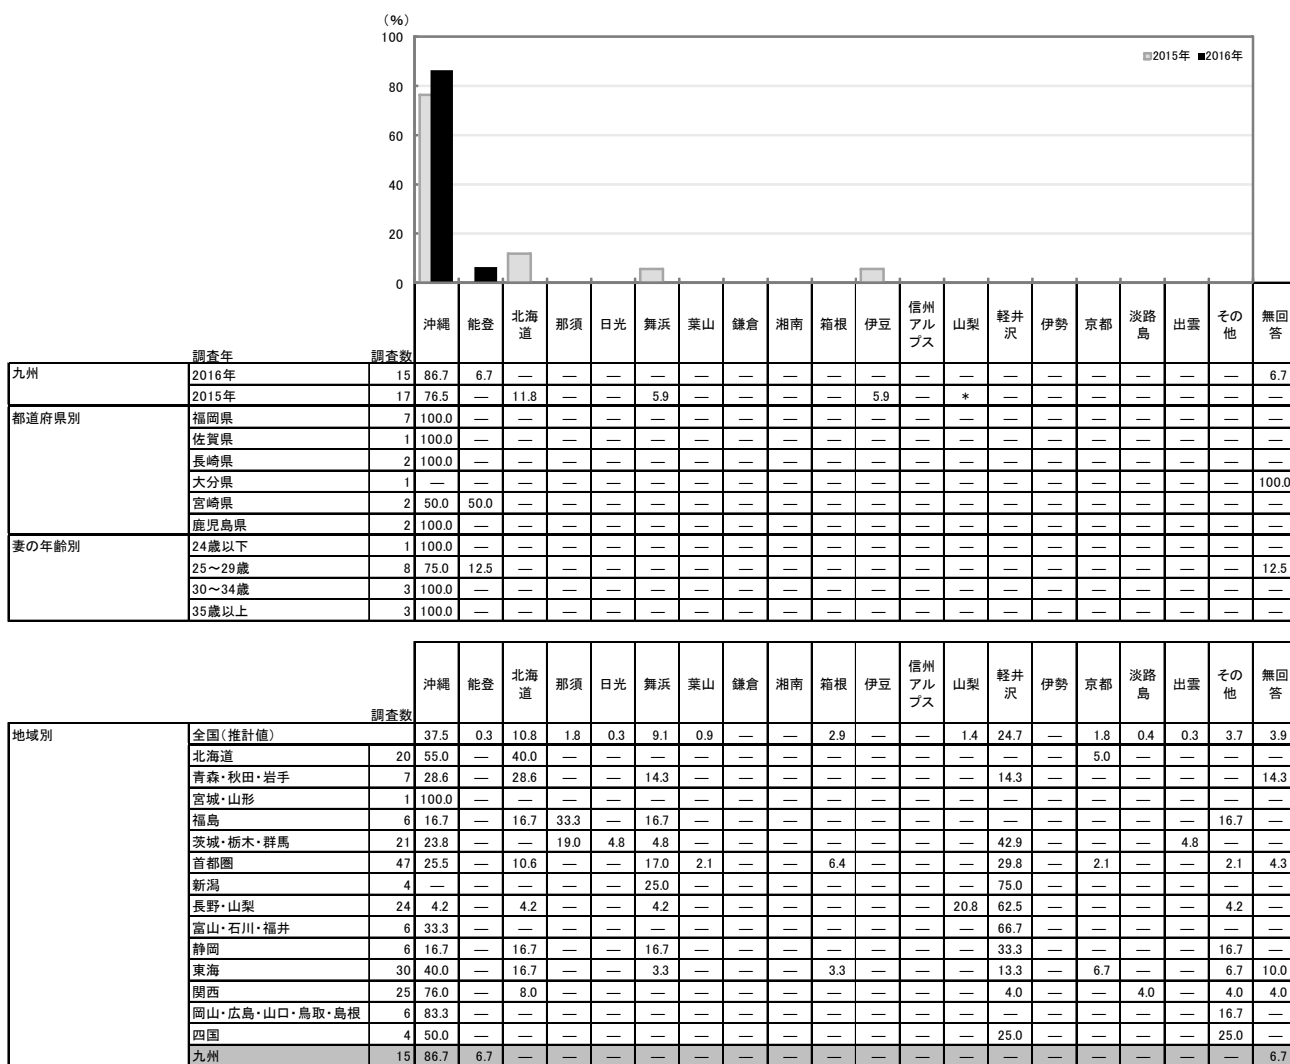 （％）
100
80
60
40
20
0
2015年 2016年
調査年 調査数 沖縄 能登 北海道 那須 日光 舞浜 葉山 鎌倉 湘南 箱根 伊豆 信州アルプス 山梨 軽井沢 伊勢 京都 淡路島 出雲 その他 無回答
九州 2016年 15 86.7 6.7 — — — — — — — — — — — — — — — — — 6.7
2015年 17 76.5 — 11.8 — — 5.9 — — — — 5.9 — * — — — — — — —
都道府県別 福岡県 7 100.0 — — — — — — — — — — — — — — — — — — —
佐賀県 1 100.0 — — — — — — — — — — — — — — — — — — —
長崎県 2 100.0 — — — — — — — — — — — — — — — — — — —
大分県 1 — — — — — — — — — — — — — — — — — — — 100.0
宮崎県 2 50.0 50.0 — — — — — — — — — — — — — — — — — —
鹿児島県 2 100.0 — — — — — — — — — — — — — — — — — — —
妻の年齢別 24歳以下 1 100.0 — — — — — — — — — — — — — — — — — — —
25～29歳 8 75.0 12.5 — — — — — — — — — — — — — — — — — 12.5
30～34歳 3 100.0 — — — — — — — — — — — — — — — — — — —
35歳以上 3 100.0 — — — — — — — — — — — — — — — — — — —
調査数 沖縄 能登 北海道 那須 日光 舞浜 葉山 鎌倉 湘南 箱根 伊豆 信州アルプス 山梨 軽井沢 伊勢 京都 淡路島 出雲 その他 無回答
地域別 全国（推計値） 37.5 0.3 10.8 1.8 0.3 9.1 0.9 — — 2.9 — — 1.4 24.7 — 1.8 0.4 0.3 3.7 3.9
北海道 20 55.0 — 40.0 — — — — — — — — — — — — 5.0 — — — —
青森・秋田・岩手 7 28.6 — 28.6 — — 14.3 — — — — — — — 14.3 — — — — — 14.3
宮城・山形 1 100.0 — — — — — — — — — — — — — — — — — — —
福島 6 16.7 — 16.7 33.3 — 16.7 — — — — — — — — — — — — 16.7 —
茨城・栃木・群馬 21 23.8 — — 19.0 4.8 4.8 — — — — — — — 42.9 — — — 4.8 — —
首都圏 47 25.5 — 10.6 — — 17.0 2.1 — — 6.4 — — — 29.8 — 2.1 — — 2.1 4.3
新潟 4 — — — — — 25.0 — — — — — — — 75.0 — — — — — —
長野・山梨 24 4.2 — 4.2 — — 4.2 — — — — — — 20.8 62.5 — — — — 4.2 —
富山・石川・福井 6 33.3 — — — — — — — — — — — — 66.7 — — — — — —
静岡 6 16.7 — 16.7 — — 16.7 — — — — — — — 33.3 — — — — 16.7 —
東海 30 40.0 — 16.7 — — 3.3 — — — 3.3 — — — 13.3 — 6.7 — — 6.7 10.0
関西 25 76.0 — 8.0 — — — — — — — — — — 4.0 — — 4.0 — 4.0 4.0
岡山・広島・山口・鳥取・島根 6 83.3 — — — — — — — — — — — — — — — — — 16.7 —
四国 4 50.0 — — — — — — — — — — — — 25.0 — — — — 25.0 —
九州 15 86.7 6.7 — — — — — — — — — — — — — — — — — 6.7